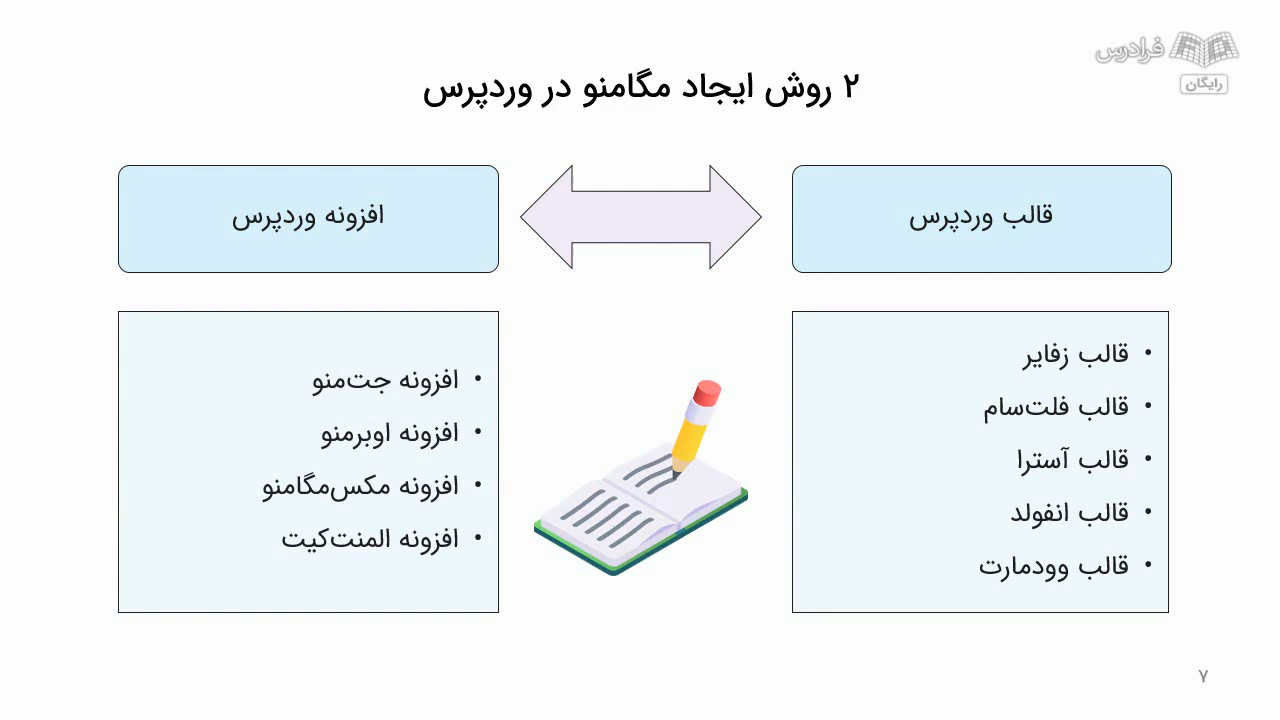 فرادرس
رایگان
۲ روش ایجاد مگامنو در وردپرس
قالب وردپرس
افزونه وردپرس
• قالب زفایر
• قالب فلت‌سام
• قالب آسترا
• قالب انفولد
• قالب وودمارت
• افزونه جت‌منو
• افزونه اوبرمنو
• افزونه مکس‌مگامنو
• افزونه المنت‌کیت
۷